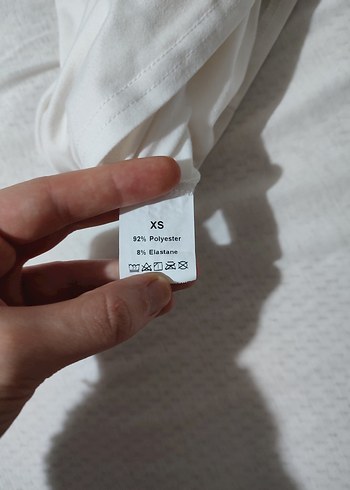 XS
92% Polyester
8% Elastane